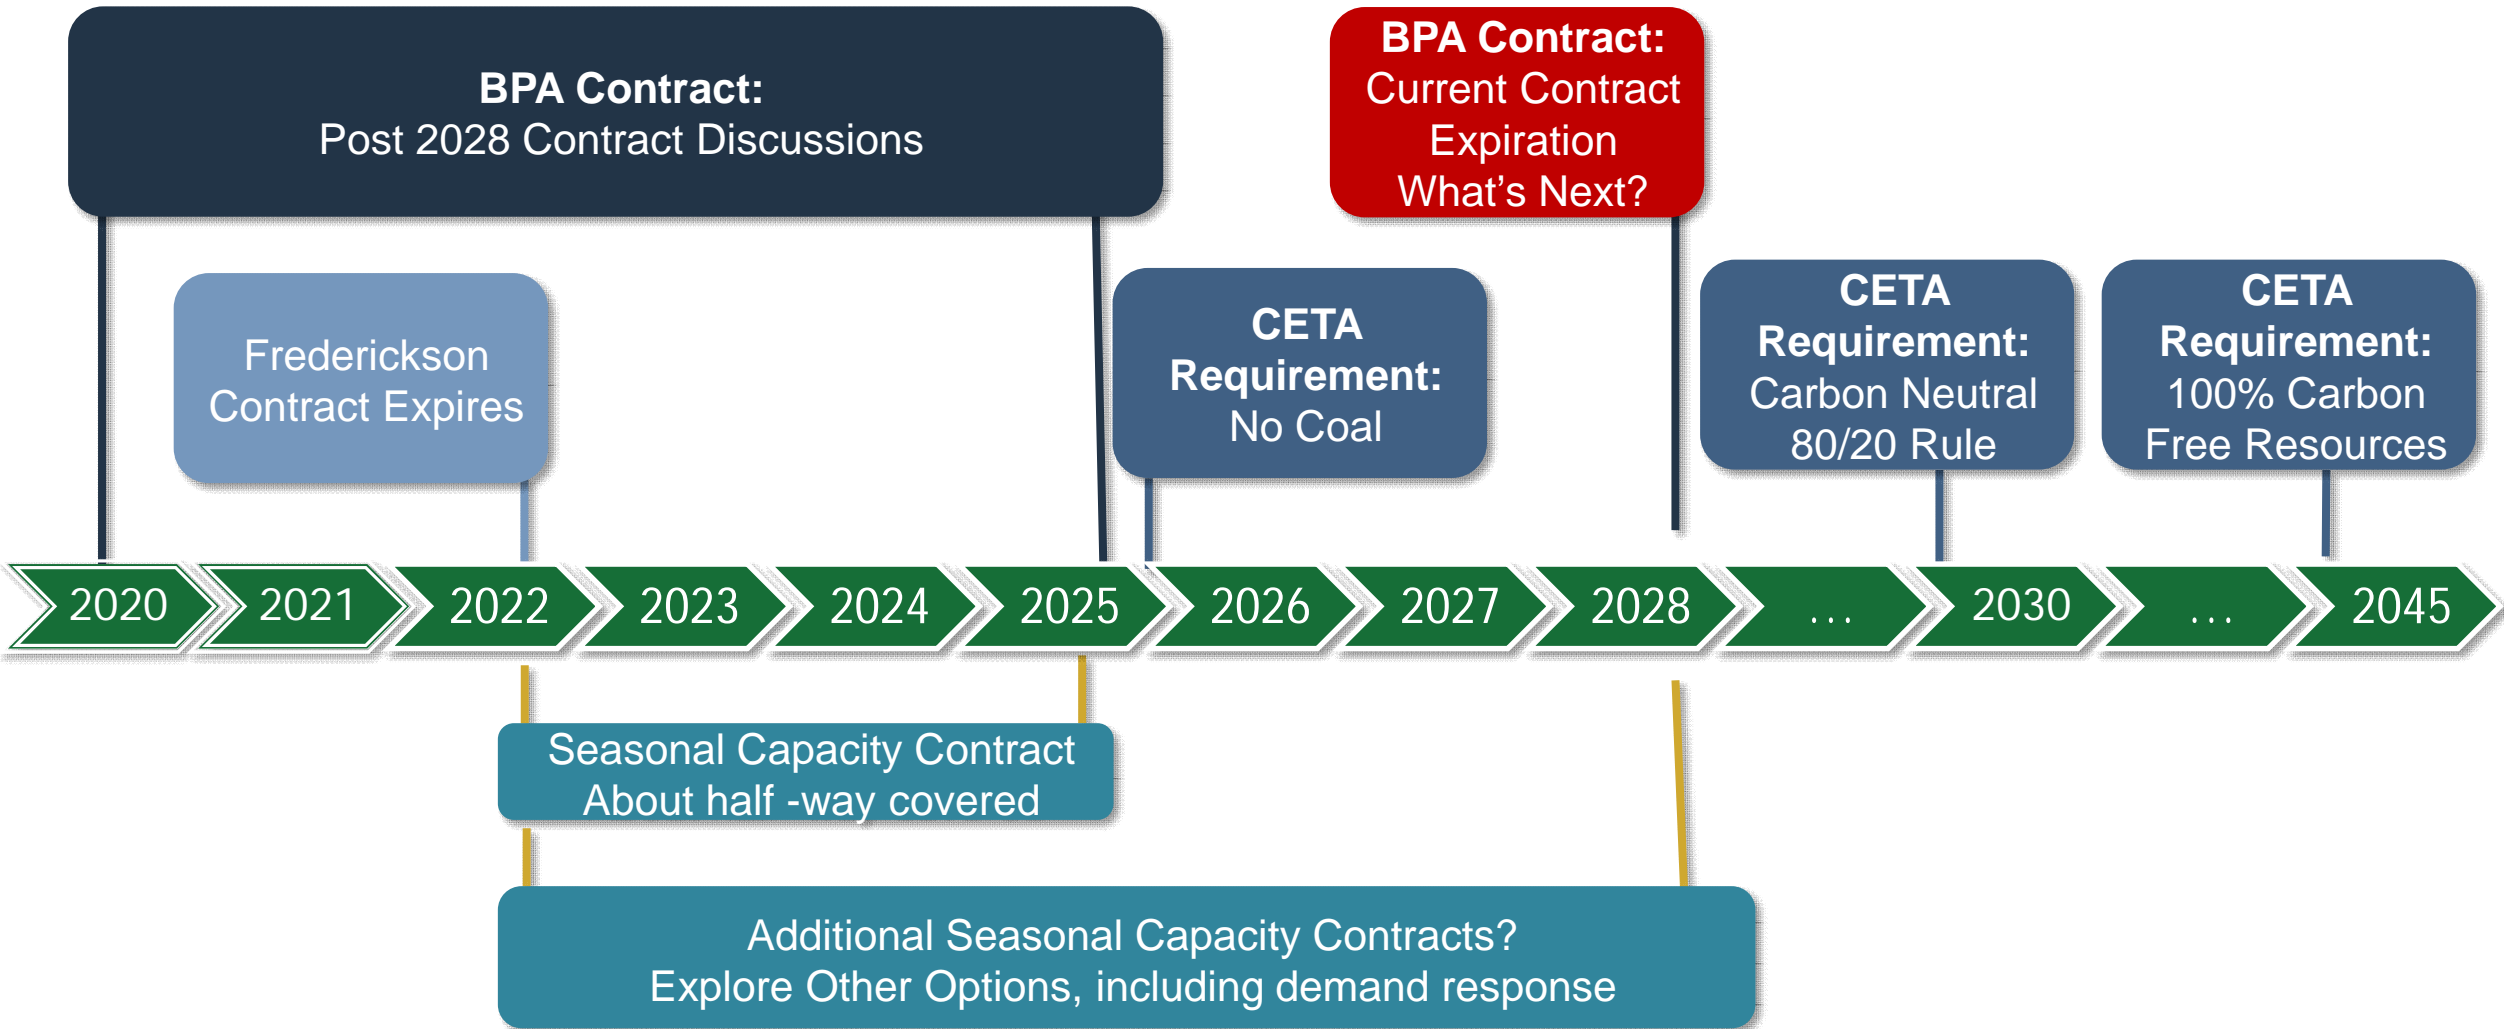 BPA Contract:
Post 2028 Contract Discussions
BPA Contract:
Current Contract
Expiration
What's Next?
Frederickson
Contract Expires
CETA
Requirement:
No Coal
CETA
Requirement:
Carbon Neutral
80/20 Rule
CETA
Requirement:
100% Carbon
Free Resources
2020 2021 2022 2023 2024 2025 2026 2027 2028 ... 2030 ... 2045
Seasonal Capacity Contract
About half -way covered
Additional Seasonal Capacity Contracts?
Explore Other Options, including demand response